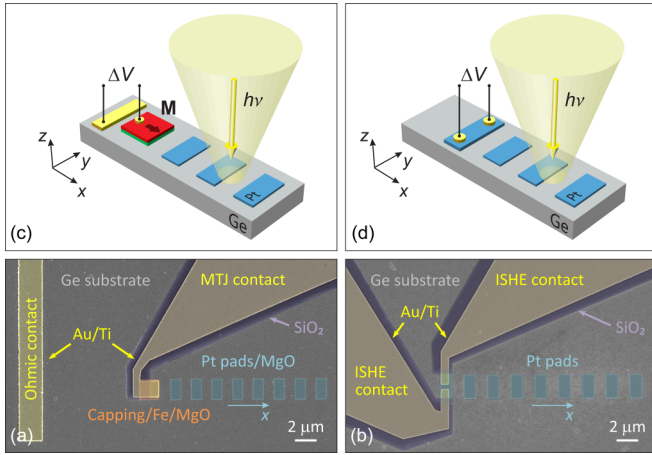 ΔV
M
hν
z
y
x
Pt
Ge
(c)
ΔV
hν
z
y
x
Pt
Ge
(d)
Ge substrate
MTJ contact
Au/Ti
SiO₂
Ohmic contact
Pt pads/MgO
x
Capping/Fe/MgO
2 μm
(a)
Ge substrate
ISHE contact
Au/Ti
SiO₂
ISHE
contact
Pt pads
x
2 μm
(b)